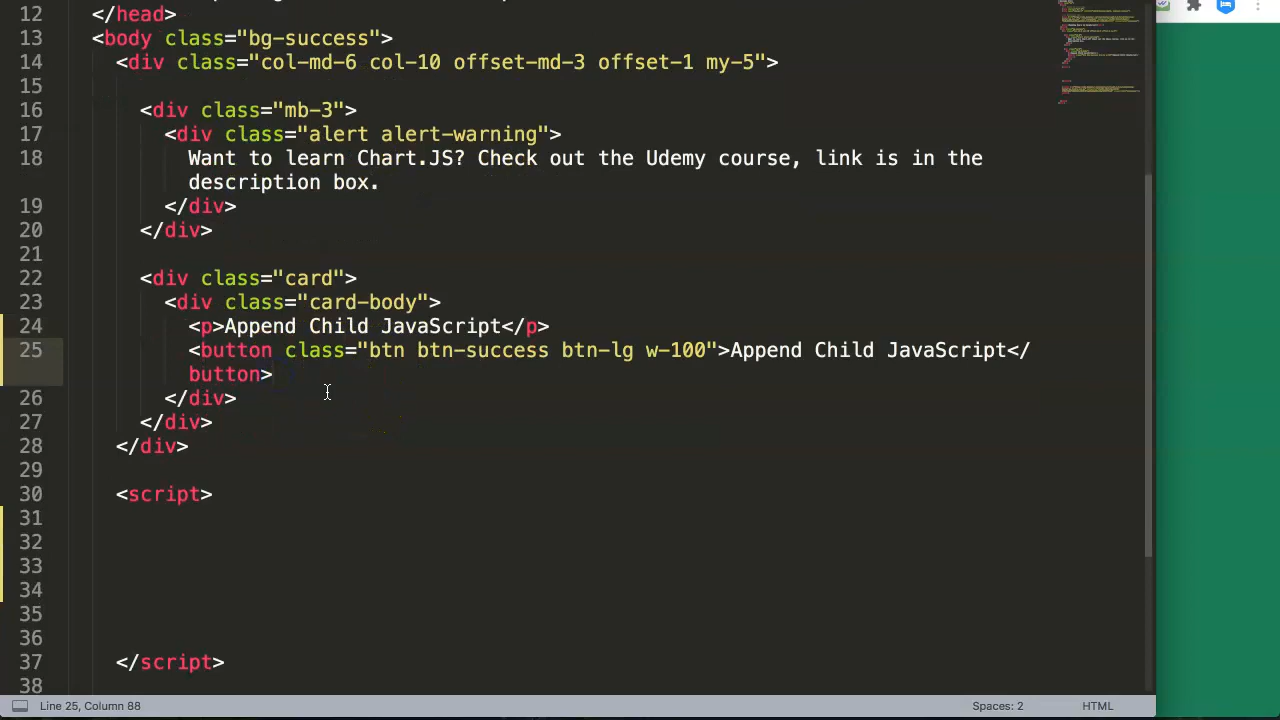 12 </head>
13 <body class="bg-success">
14 <div class="col-md-6 col-10 offset-md-3 offset-1 my-5">
15
16 <div class="mb-3">
17 <div class="alert alert-warning">
18 Want to learn Chart.JS? Check out the Udemy course, link is in the
description box.
19 </div>
20 </div>
21
22 <div class="card">
23 <div class="card-body">
24 <p>Append Child JavaScript</p>
25 <button class="btn btn-success btn-lg w-100">Append Child JavaScript</
button>
26 </div>
27 </div>
28 </div>
29
30 <script>
31
32
33
34
35
36
37 </script>
38
Line 25, Column 88 Spaces: 2 HTML